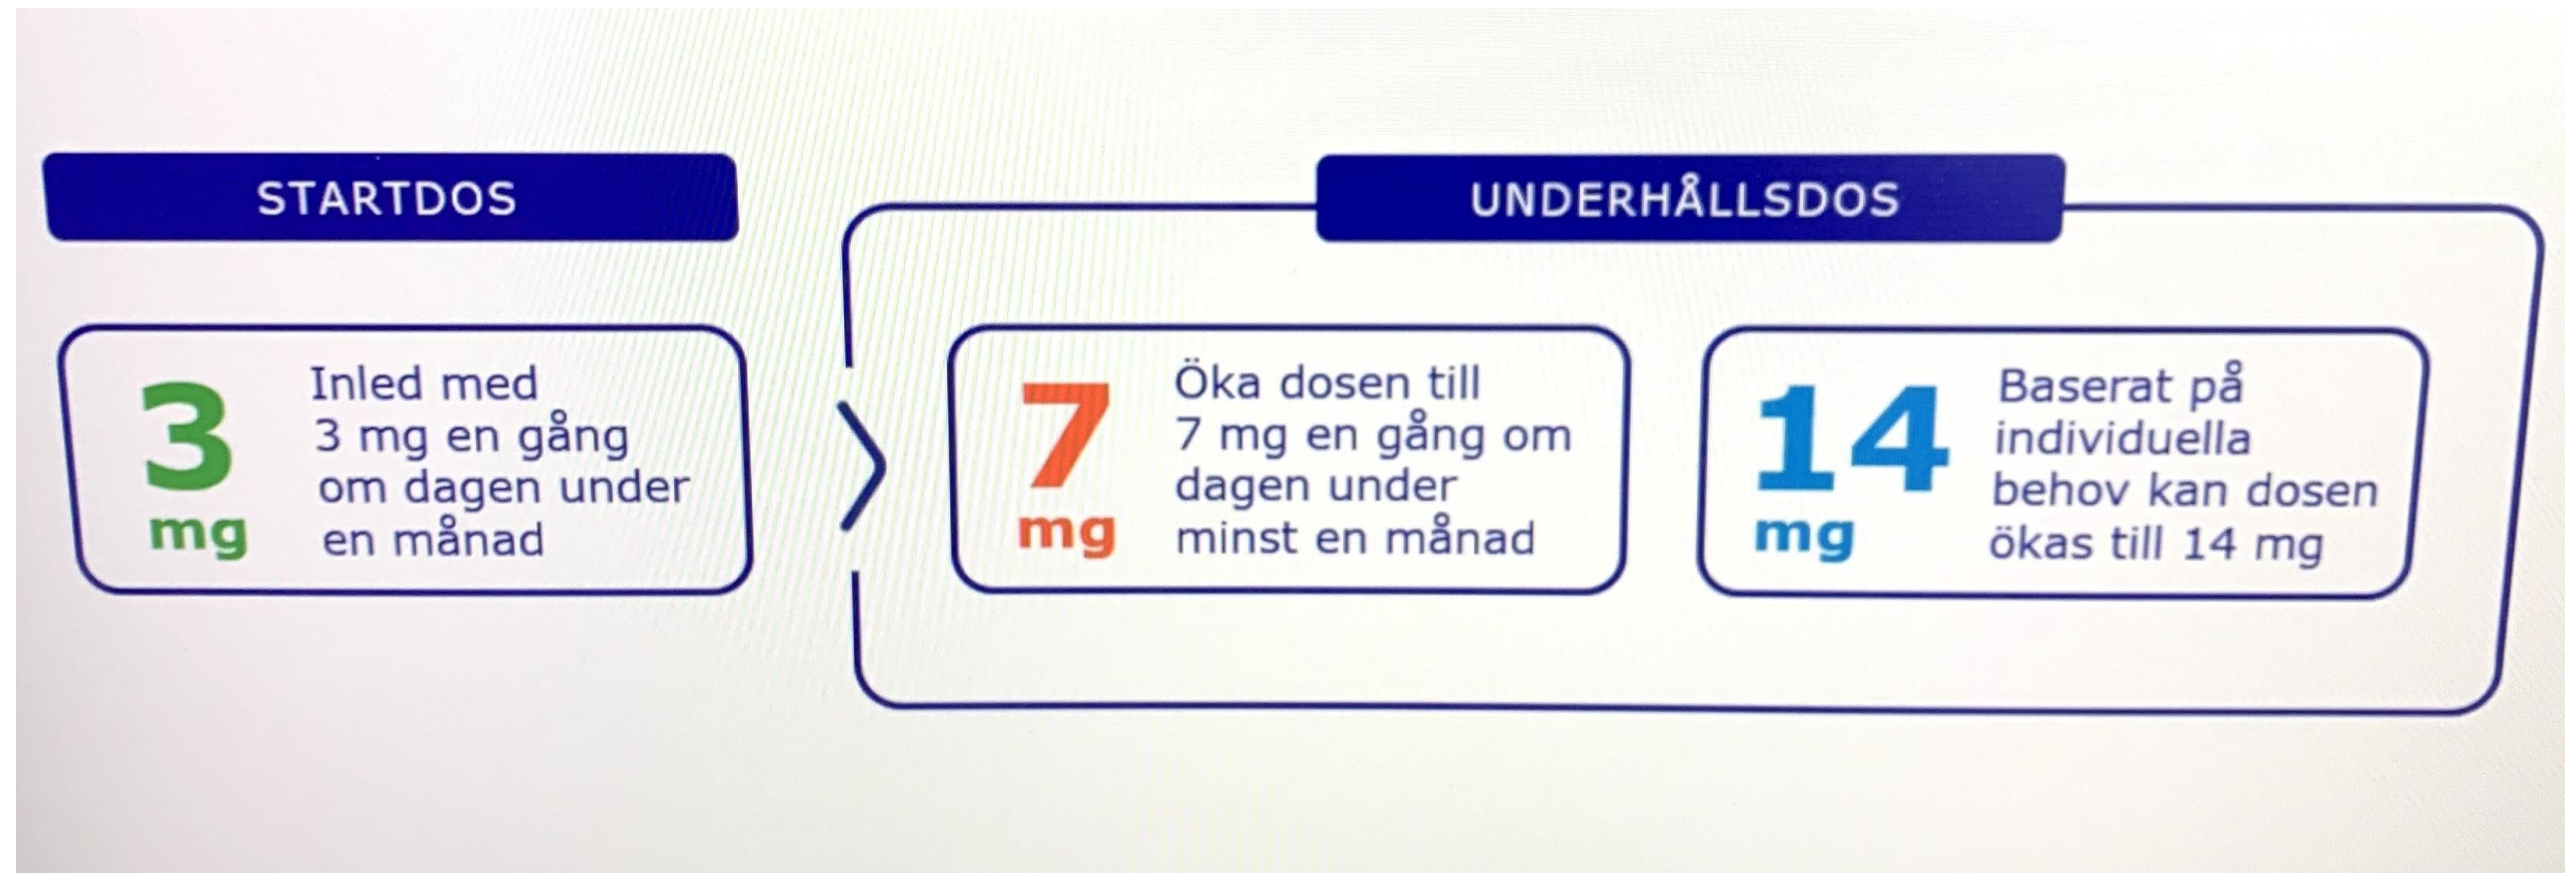 STARTDOS
3
mg
Inled med
3 mg en gång
om dagen under
en månad
UNDERHÅLLSDOS
7
mg
Öka dosen till
7 mg en gång om
dagen under
minst en månad
14
mg
Baserat på
individuella
behov kan dosen
ökas till 14 mg